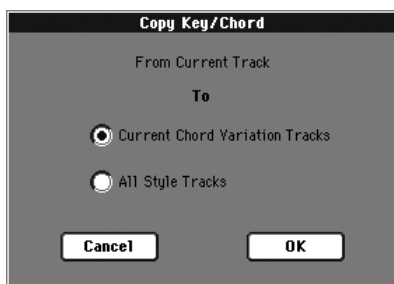 Copy Key/Chord
From Current Track
To
Current Chord Variation Tracks
All Style Tracks
Cancel OK